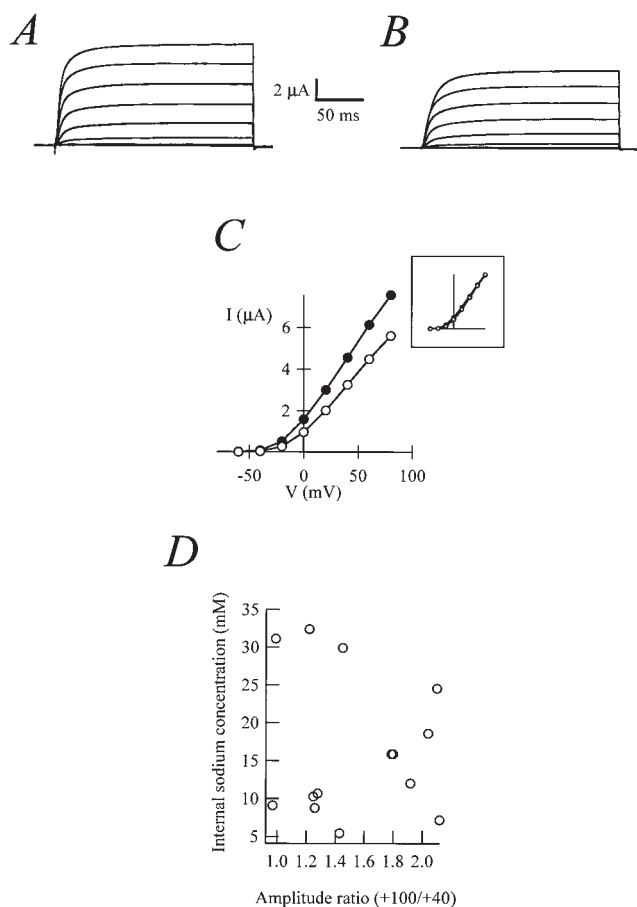 A
B
2 μA
50 ms
C
I (μA)
6
4
2
-50
0
50
100
V (mV)
D
Internal sodium concentration (mM)
35
30
25
20
15
10
5
1.0
1.2
1.4
1.6
1.8
2.0
Amplitude ratio (+100/+40)